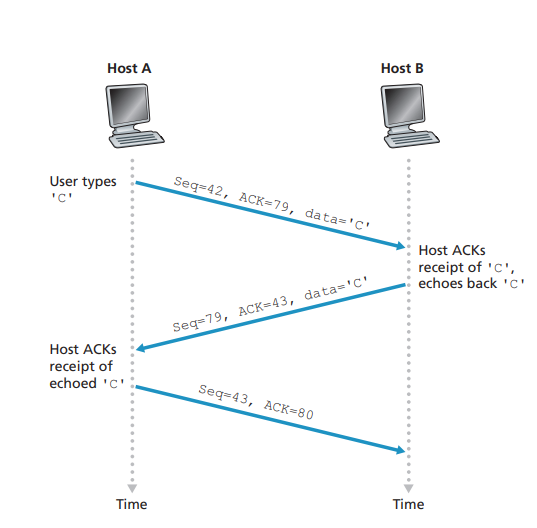 Host A
Host B
User types
'C'
Seq=42, ACK=79, data='C'
Host ACKs
receipt of 'C',
echoes back 'C'
Seq=79, ACK=43, data='C'
Host ACKs
receipt of
echoed 'C'
Seq=43, ACK=80
Time
Time